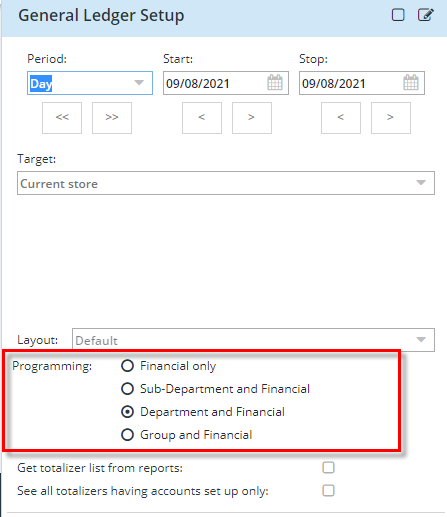 General Ledger Setup
Period: Start: Stop:
Day 09/08/2021 09/08/2021
<< >> < > < >
Target:
Current store
Layout: Default
Programming: Financial only
Sub-Department and Financial
Department and Financial
Group and Financial
Get totalizer list from reports:
See all totalizers having accounts set up only: